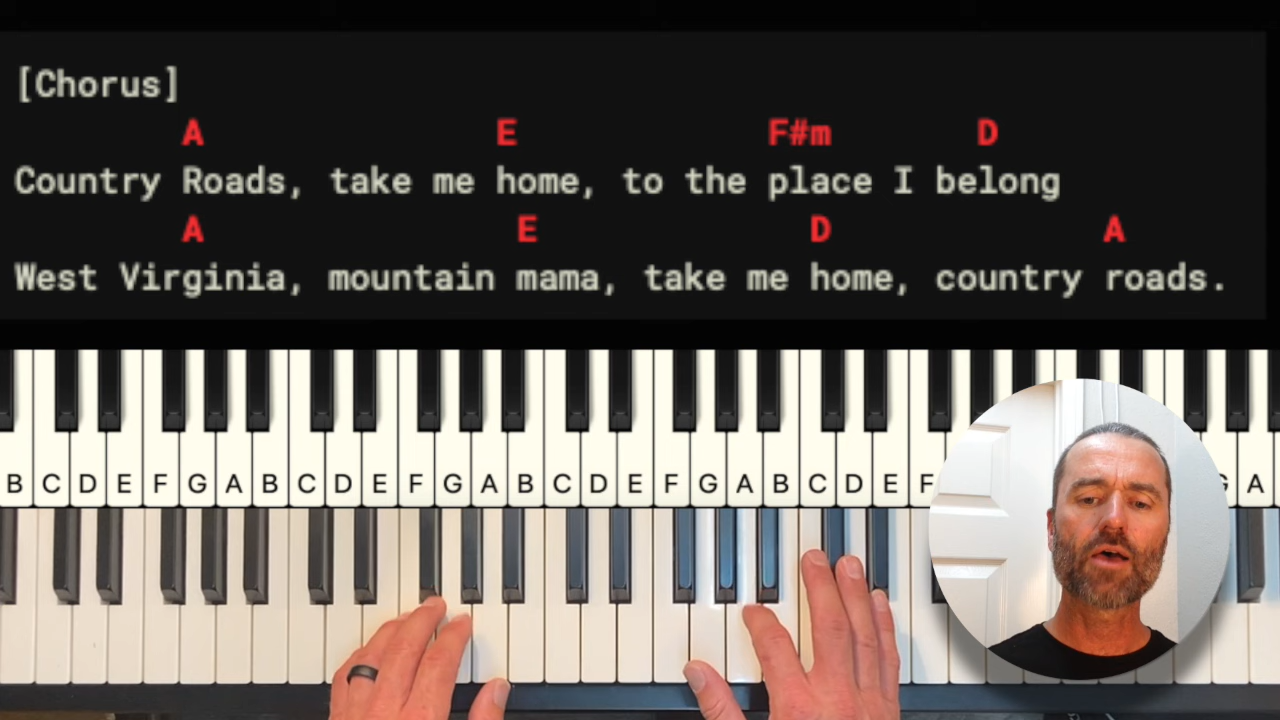 [Chorus]
A E F#m D
Country Roads, take me home, to the place I belong
A E D A
West Virginia, mountain mama, take me home, country roads.
B C D E F G A B C D E F G A B C D E F G A B C D E F G A